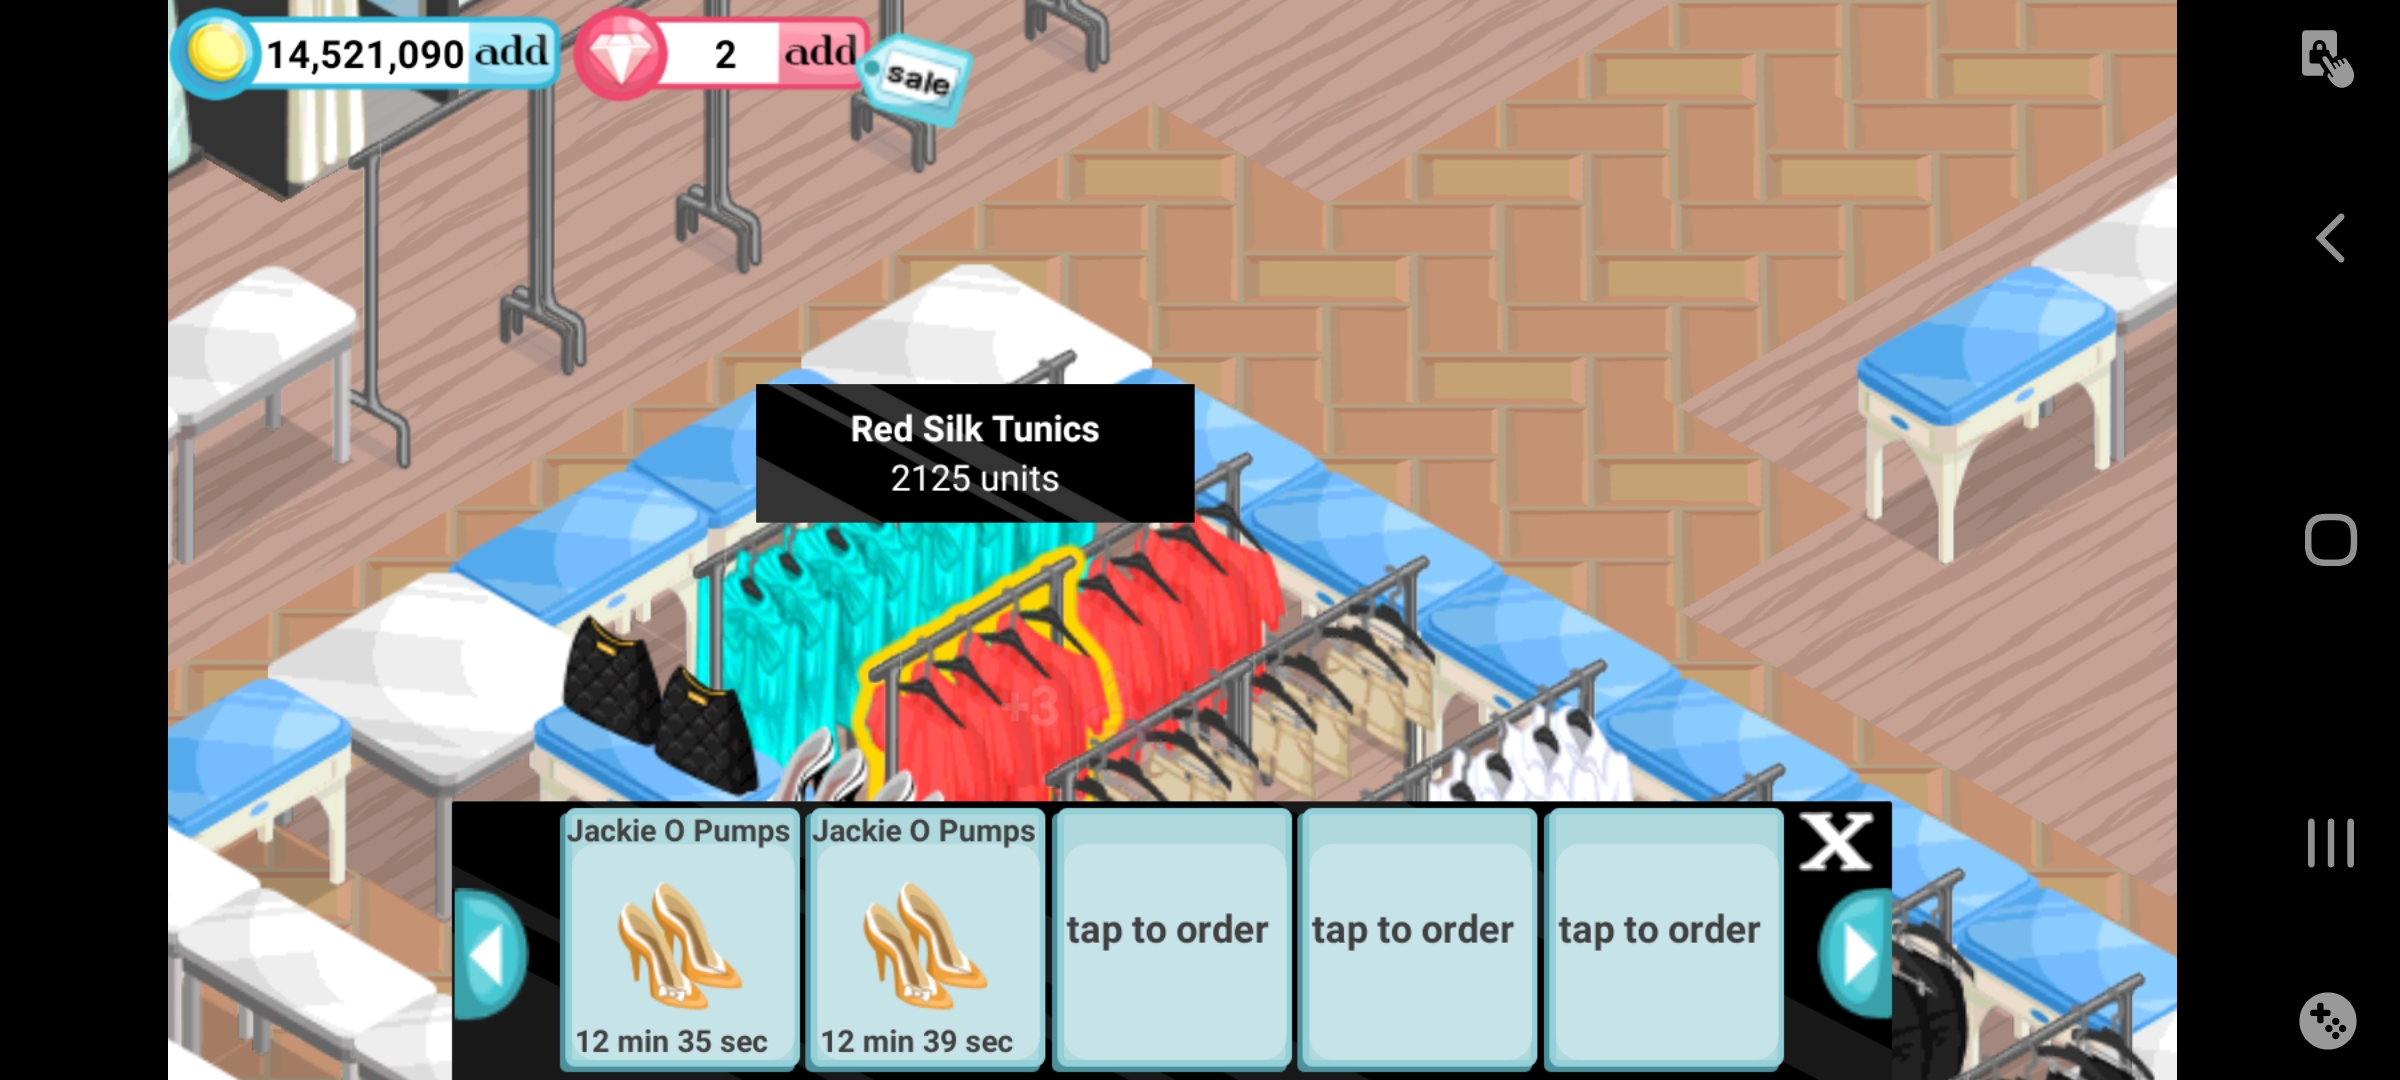 14,521,090 add
2 add
sale
Red Silk Tunics
2125 units
+3
Jackie O Pumps
12 min 35 sec
Jackie O Pumps
12 min 39 sec
tap to order
tap to order
tap to order
X